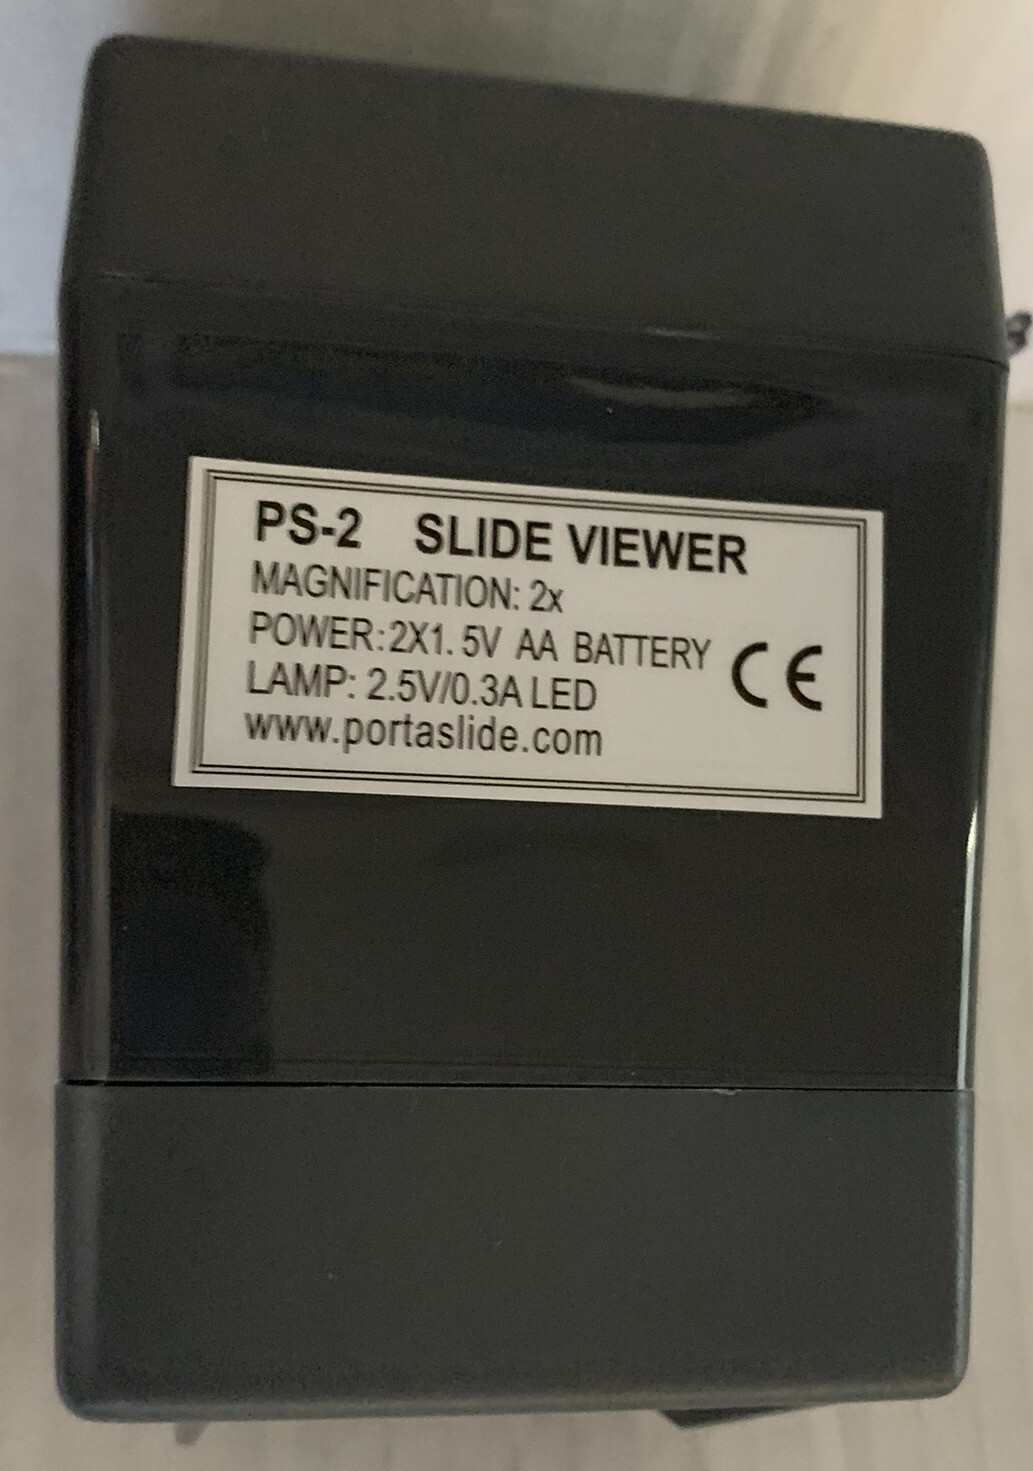 PS-2 SLIDE VIEWER
MAGNIFICATION: 2x
POWER:2X1.5V AA BATTERY
LAMP: 2.5V/0.3A LED
www.portaslide.com
CE